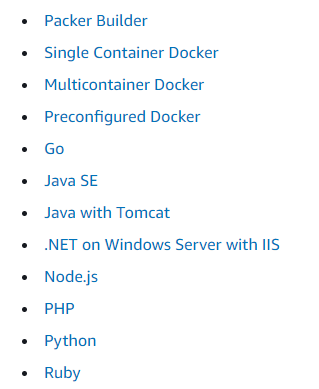 Packer Builder
Single Container Docker
Multicontainer Docker
Preconfigured Docker
Go
Java SE
Java with Tomcat
.NET on Windows Server with IIS
Node.js
PHP
Python
Ruby